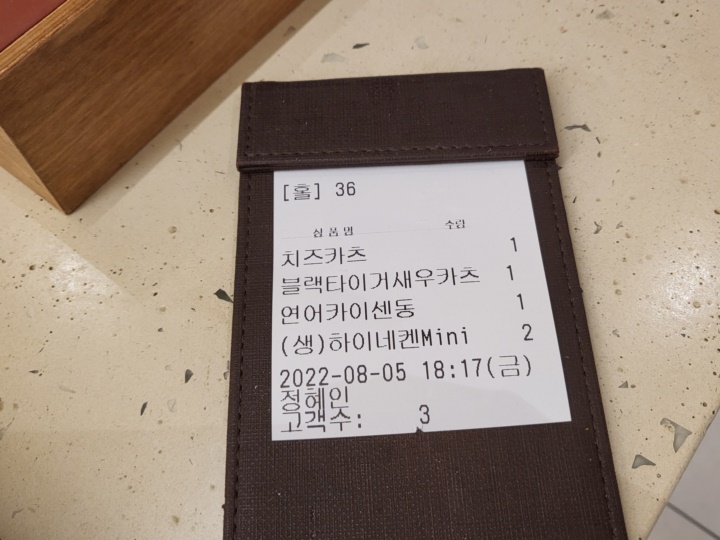 [홀] 36
상품명 수량
치즈카츠 1
블랙타이거새우카츠 1
연어카이센동 1
(생)하이네켄Mini 2
2022-08-05 18:17(금)
정혜인
고객수: 3